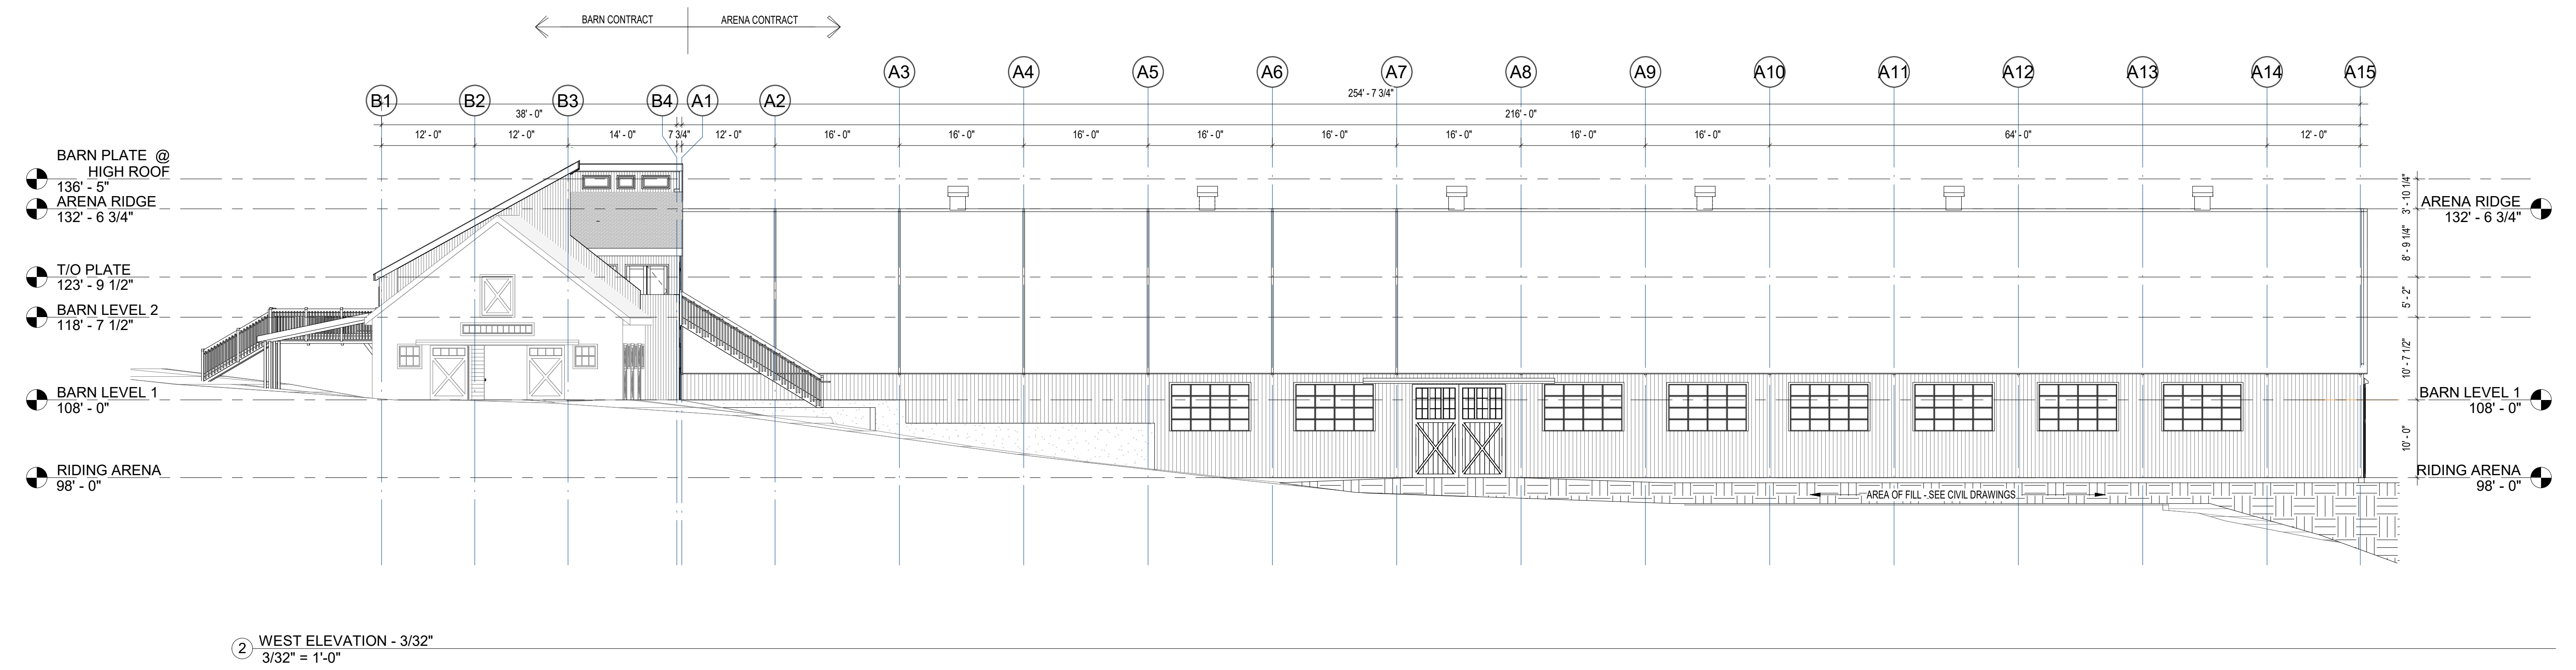 BARN CONTRACT
ARENA CONTRACT
A3
A4
A5
A6
A7
A8
A9
A10
A11
A12
A13
A14
A15
B1
B2
B3
B4
A1
A2
254' - 7 3/4"
38' - 0"
216' - 0"
12' - 0"
12' - 0"
14' - 0"
7 3/4"
12' - 0"
16' - 0"
16' - 0"
16' - 0"
16' - 0"
16' - 0"
16' - 0"
16' - 0"
16' - 0"
64' - 0"
12' - 0"
BARN PLATE @
HIGH ROOF
136' - 5"
ARENA RIDGE
132' - 6 3/4"
T/O PLATE
123' - 9 1/2"
BARN LEVEL 2
118' - 7 1/2"
BARN LEVEL 1
108' - 0"
RIDING ARENA
98' - 0"
3' - 10 1/4"
8' - 9 1/4"
5' - 2"
10' - 7 1/2"
10' - 0"
ARENA RIDGE
132' - 6 3/4"
BARN LEVEL 1
108' - 0"
RIDING ARENA
98' - 0"
AREA OF FILL - SEE CIVIL DRAWINGS
2
WEST ELEVATION - 3/32"
3/32" = 1'-0"